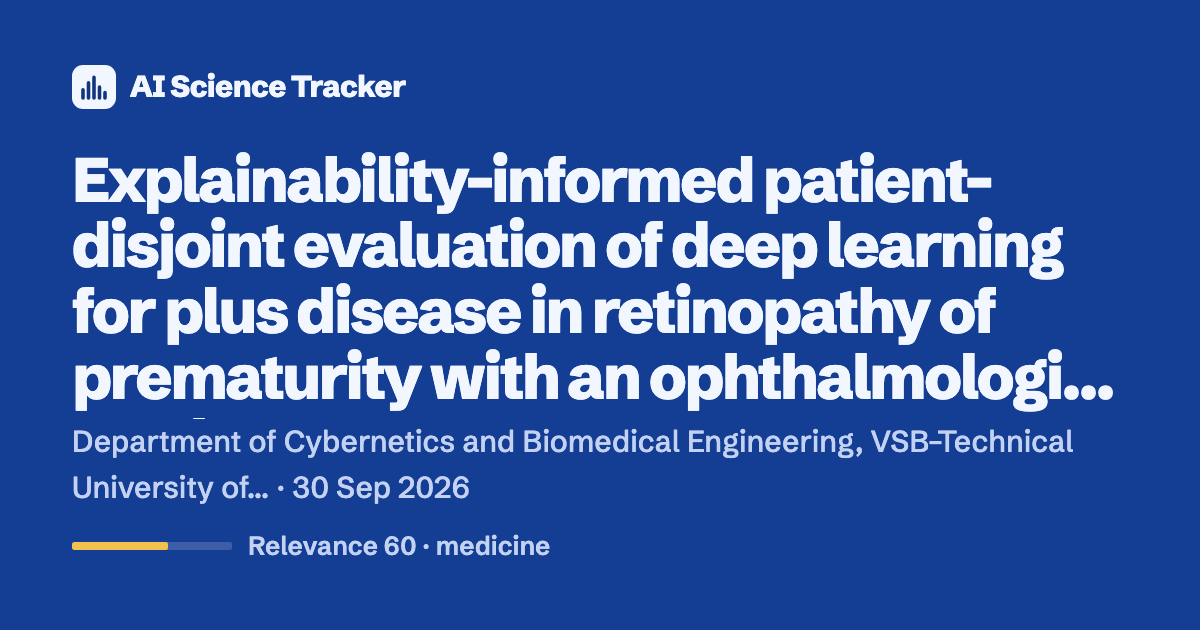 AI Science Tracker
Explainability-informed patient-
disjoint evaluation of deep learning
for plus disease in retinopathy of
prematurity with an ophthalmologi...
Department of Cybernetics and Biomedical Engineering, VSB-Technical
University of... · 30 Sep 2026
Relevance 60 · medicine